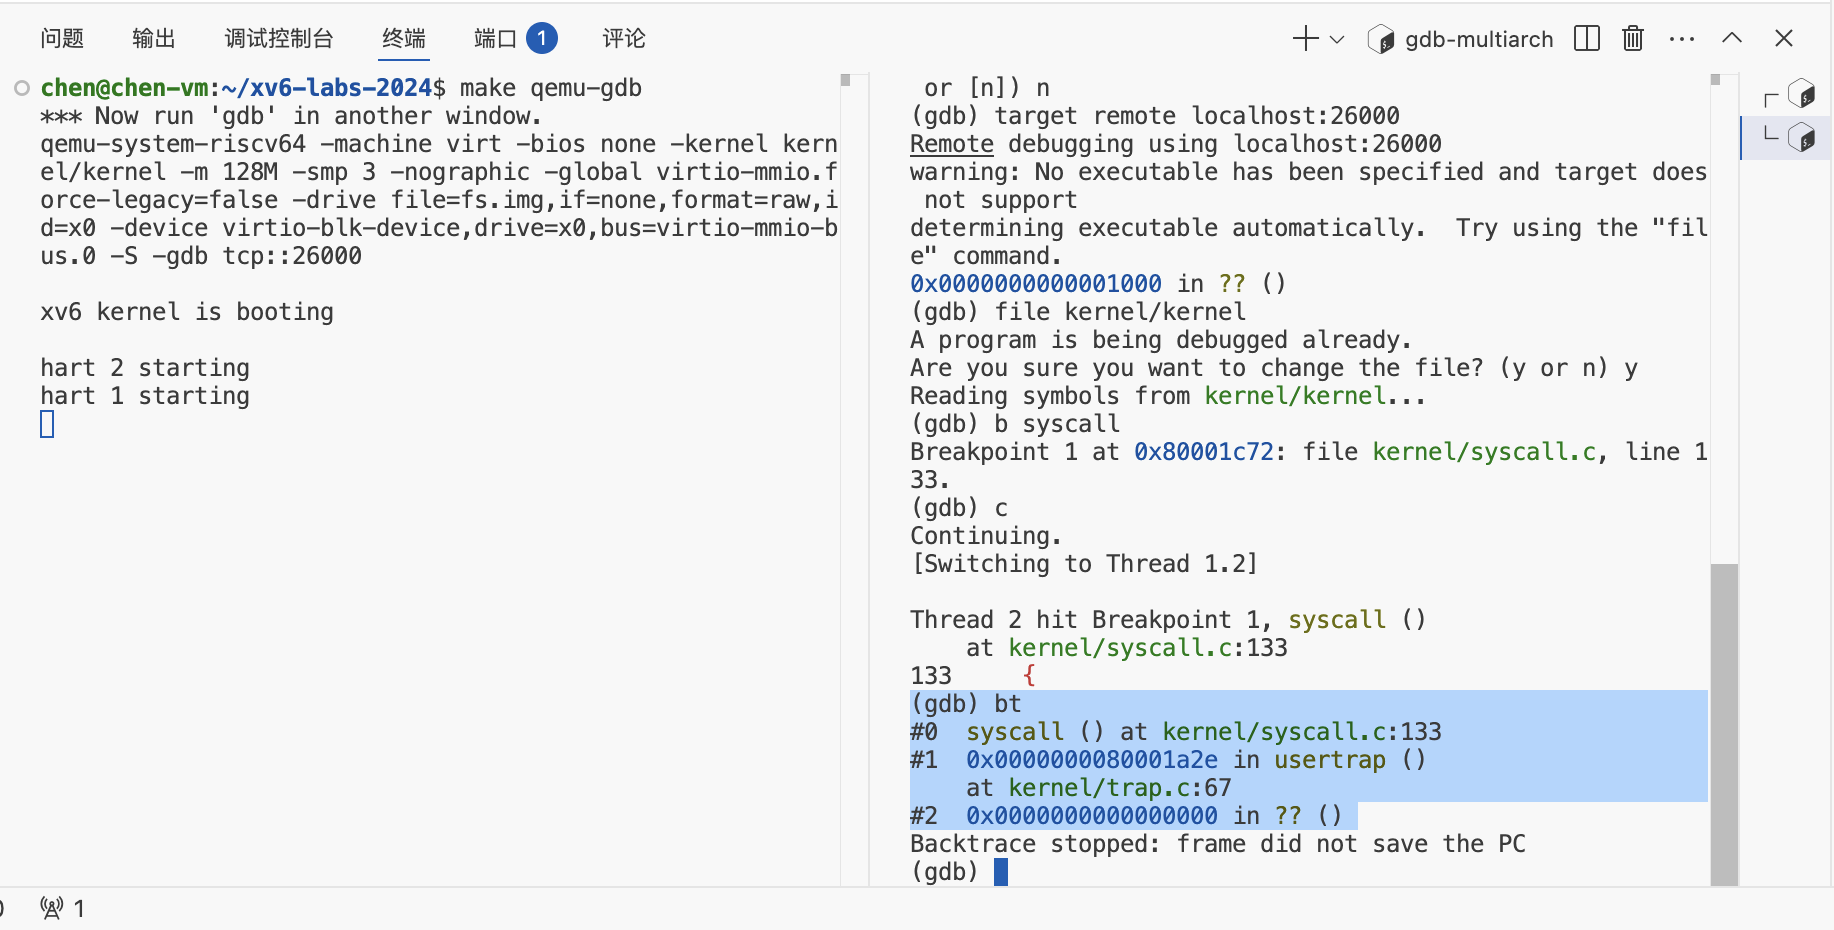 问题 输出 调试控制台 终端 端口 1 评论 gdb-multiarch
chen@chen-vm:~/xv6-labs-2024$ make qemu-gdb
*** Now run 'gdb' in another window.
qemu-system-riscv64 -machine virt -bios none -kernel kern
el/kernel -m 128M -smp 3 -nographic -global virtio-mmio.f
orce-legacy=false -drive file=fs.img,if=none,format=raw,i
d=x0 -device virtio-blk-device,drive=x0,bus=virtio-mmio-b
us.0 -S -gdb tcp::26000
xv6 kernel is booting
hart 2 starting
hart 1 starting
or [n]) n
(gdb) target remote localhost:26000
Remote debugging using localhost:26000
warning: No executable has been specified and target does
not support
determining executable automatically.  Try using the "fil
e" command.
0x0000000000001000 in ?? ()
(gdb) file kernel/kernel
A program is being debugged already.
Are you sure you want to change the file? (y or n) y
Reading symbols from kernel/kernel...
(gdb) b syscall
Breakpoint 1 at 0x80001c72: file kernel/syscall.c, line 1
33.
(gdb) c
Continuing.
[Switching to Thread 1.2]
Thread 2 hit Breakpoint 1, syscall ()
at kernel/syscall.c:133
133     {
(gdb) bt
#0  syscall () at kernel/syscall.c:133
#1  0x0000000080001a2e in usertrap ()
at kernel/trap.c:67
#2  0x0000000000000000 in ?? ()
Backtrace stopped: frame did not save the PC
(gdb)
1